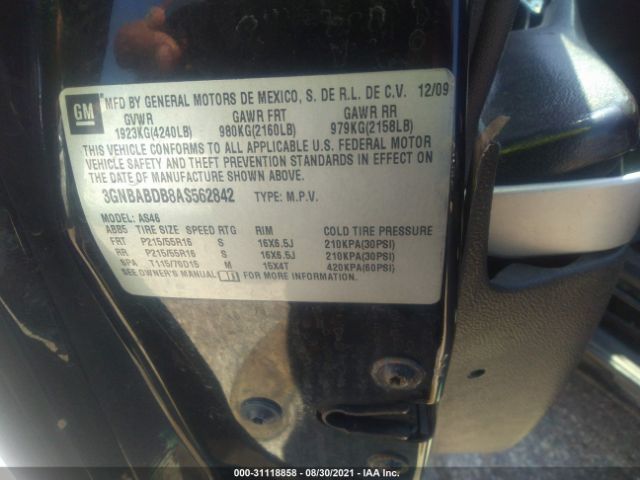 GM
MFD BY GENERAL MOTORS DE MEXICO, S. DE R.L. DE C.V. 12/09
GVWR GAWR FRT GAWR RR
1923KG(4240LB) 980KG(2160LB) 979KG(2158LB)
THIS VEHICLE CONFORMS TO ALL APPLICABLE U.S. FEDERAL MOTOR
VEHICLE SAFETY AND THEFT PREVENTION STANDARDS IN EFFECT ON
THE DATE OF MANUFACTURE SHOWN ABOVE.
3GNBABDB8AS562842 TYPE: M.P.V.
MODEL: AS46
ABB5 TIRE SIZE SPEED RTG RIM COLD TIRE PRESSURE
FRT P215/55R16 S 16X6.5J 210KPA(30PSI)
RR P215/55R16 S 16X6.5J 210KPA(30PSI)
SPA T115/70D15 M 15X4T 420KPA(60PSI)
SEE OWNER'S MANUAL FOR MORE INFORMATION.
000-31118858 - 08/30/2021 - IAA Inc.